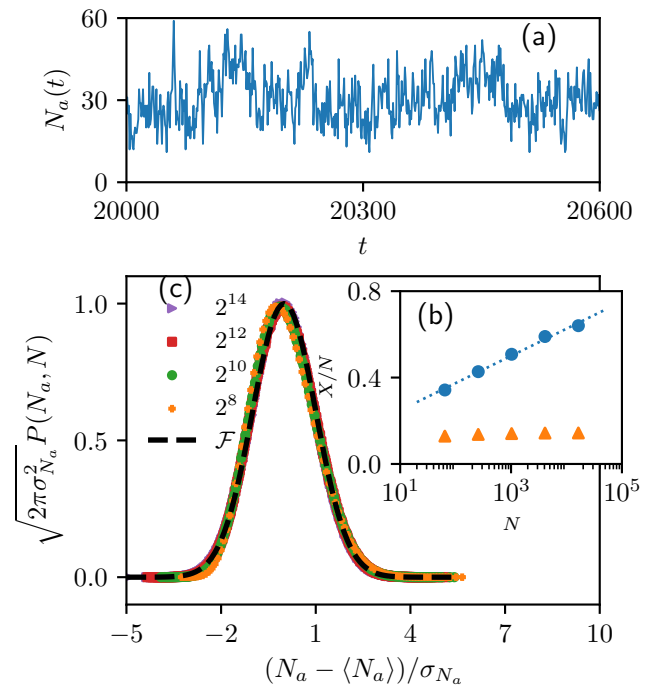 60
30
0
N_a(t)
(a)
20000
20300
20600
t
(c)
2^14
2^12
2^10
2^8
F
1.0
0.5
0.0
√(2πσ²_{N_a}) P(N_a, N)
(b)
0.8
0.4
0.0
X/N
10^1
10^3
10^5
N
−5
−2
1
4
7
10
(N_a − ⟨N_a⟩)/σ_{N_a}